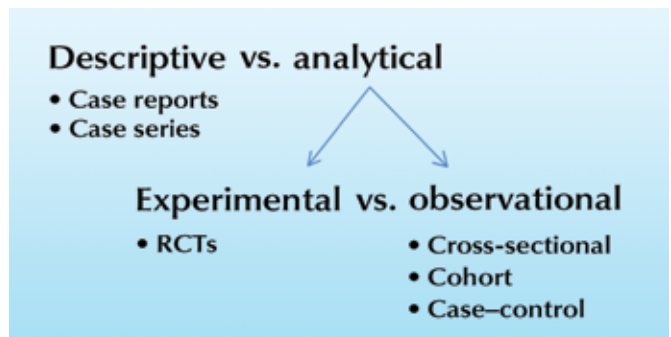 Descriptive vs. analytical
• Case reports
• Case series
Experimental vs. observational
• RCTs
• Cross-sectional
• Cohort
• Case–control